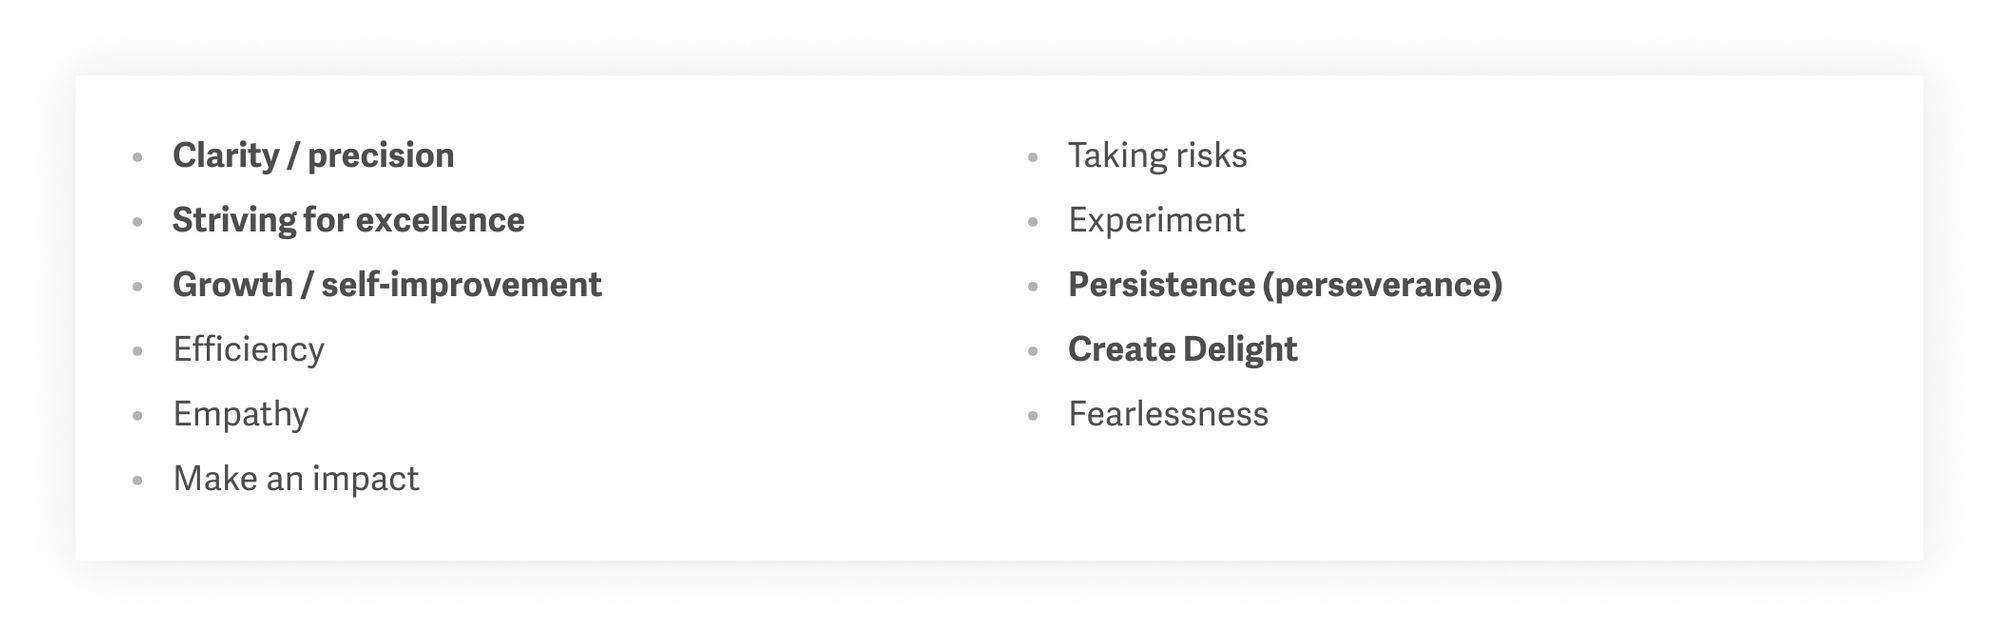 Clarity / precision
Striving for excellence
Growth / self-improvement
Efficiency
Empathy
Make an impact
Taking risks
Experiment
Persistence (perseverance)
Create Delight
Fearlessness